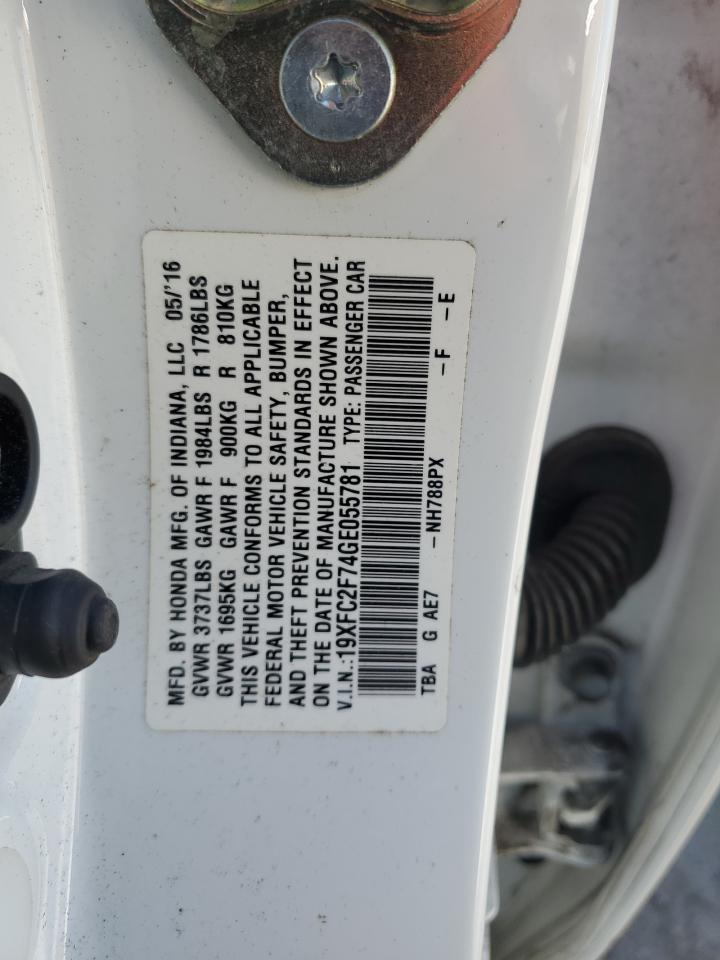 MFD. BY HONDA MFG. OF INDIANA, LLC 05/'16
GVWR 3737LBS GAWR F 1984LBS R 1786LBS
GVWR 1695KG GAWR F 900KG R 810KG
THIS VEHICLE CONFORMS TO ALL APPLICABLE
FEDERAL MOTOR VEHICLE SAFETY, BUMPER,
AND THEFT PREVENTION STANDARDS IN EFFECT
ON THE DATE OF MANUFACTURE SHOWN ABOVE.
V.I.N.:19XFC2F74GE055781 TYPE: PASSENGER CAR
TBA G AE7 -NH788PX -F -E